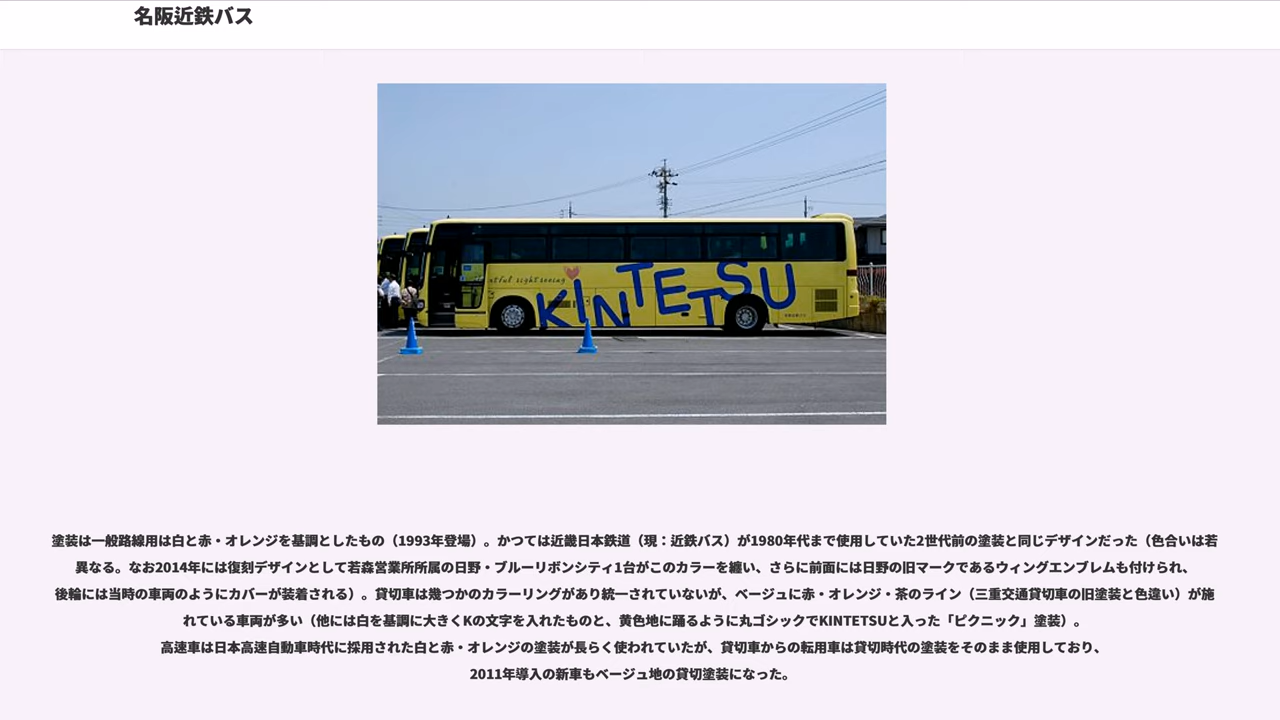 名阪近鉄バス
sightseeing
KINTETSU
塗装は一般路線用は白と赤・オレンジを基調としたもの（1993年登場）。かつては近畿日本鉄道（現：近鉄バス）が1980年代まで使用していた2世代前の塗装と同じデザインだった（色合いは若
異なる。なお2014年には復刻デザインとして若森営業所所属の日野・ブルーリボンシティ1台がこのカラーを纏い、さらに前面には日野の旧マークであるウィングエンブレムも付けられ、
後輪には当時の車両のようにカバーが装着される）。貸切車は幾つかのカラーリングがあり統一されていないが、ベージュに赤・オレンジ・茶のライン（三重交通貸切車の旧塗装と色違い）が施
れている車両が多い（他には白を基調に大きくKの文字を入れたものと、黄色地に踊るように丸ゴシックでKINTETSUと入った「ピクニック」塗装）。
高速車は日本高速自動車時代に採用された白と赤・オレンジの塗装が長らく使われていたが、貸切車からの転用車は貸切時代の塗装をそのまま使用しており、
2011年導入の新車もベージュ地の貸切塗装になった。